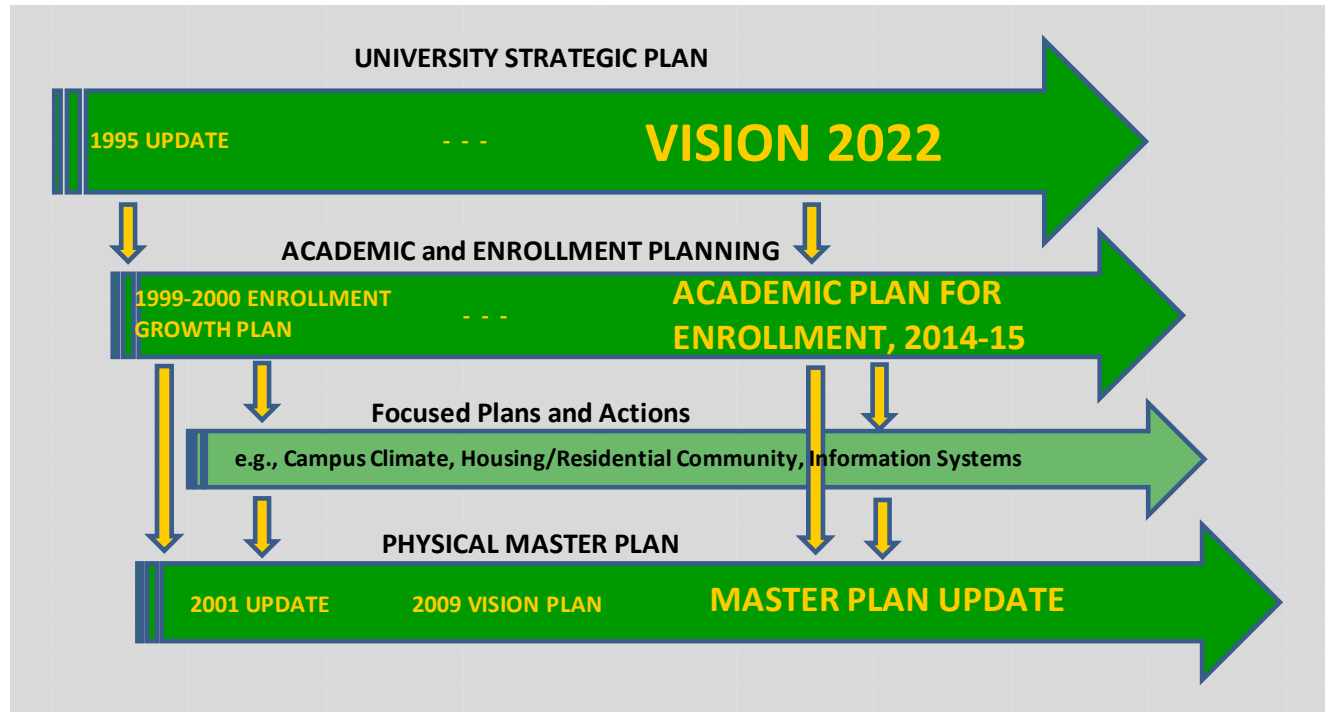 UNIVERSITY STRATEGIC PLAN
1995 UPDATE - - - VISION 2022
ACADEMIC and ENROLLMENT PLANNING
1999-2000 ENROLLMENT
GROWTH PLAN
- - -
ACADEMIC PLAN FOR
ENROLLMENT, 2014-15
Focused Plans and Actions
e.g., Campus Climate, Housing/Residential Community, Information Systems
PHYSICAL MASTER PLAN
2001 UPDATE 2009 VISION PLAN MASTER PLAN UPDATE